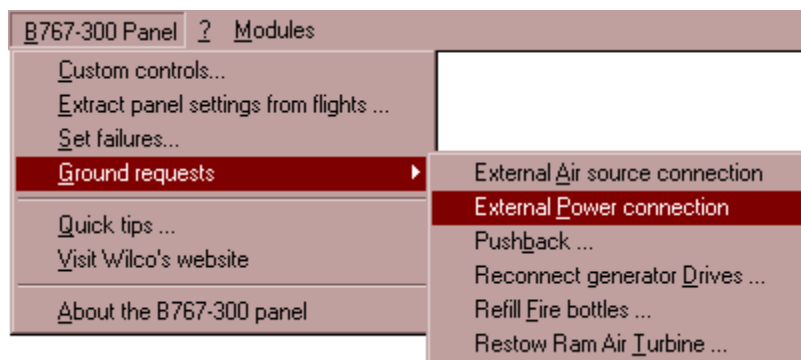 B767-300 Panel ? Modules
Custom controls...
Extract panel settings from flights ...
Set failures...
Ground requests
Quick tips ...
Visit Wilco's website
About the B767-300 panel
External Air source connection
External Power connection
Pushback ...
Reconnect generator Drives ...
Refill Fire bottles ...
Restow Ram Air Turbine ...